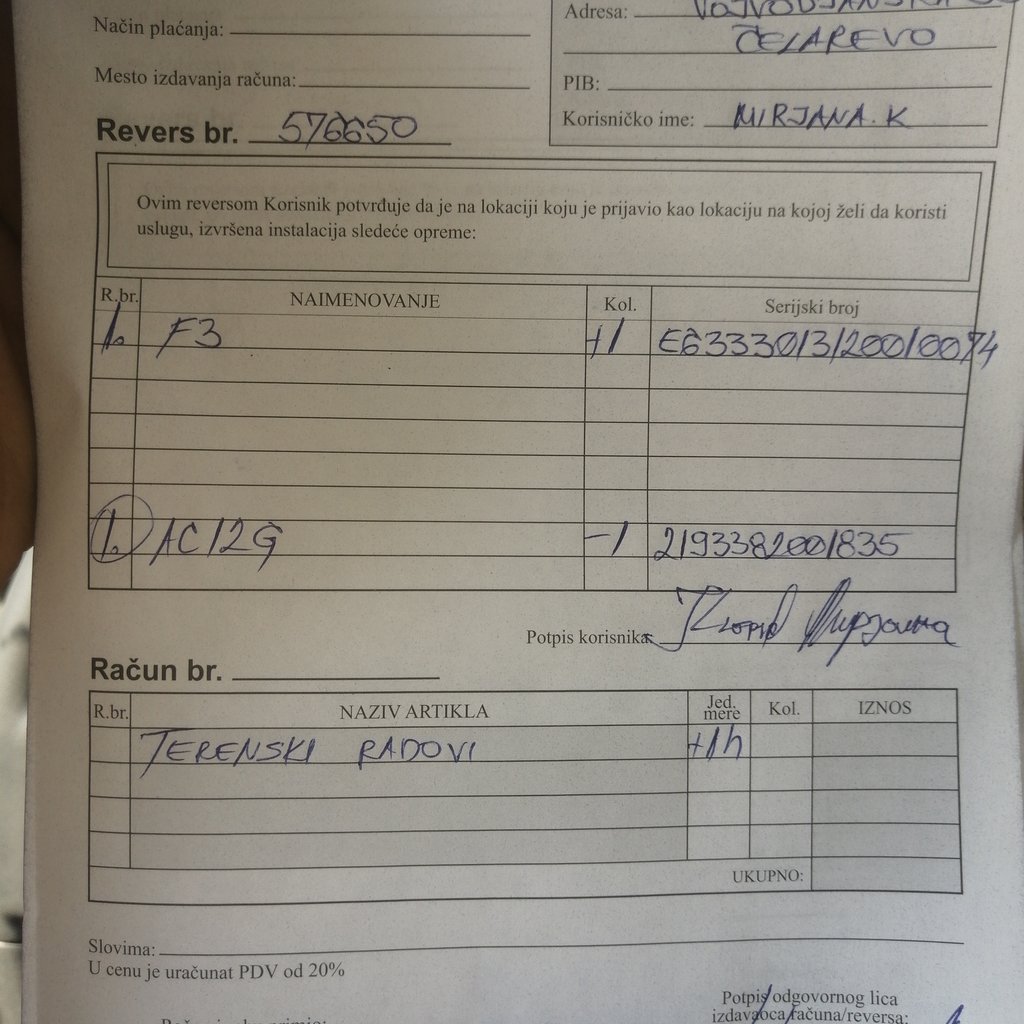 Način plaćanja:
Adresa: VOJVOĐANSKA
ČELAREVO
Mesto izdavanja računa:
PIB:
Revers br. 576650
Korisničko ime: MIRJANA.K
Ovim reversom Korisnik potvrđuje da je na lokaciji koju je prijavio kao lokaciju na kojoj želi da koristi
uslugu, izvršena instalacija sledeće opreme:
R.br. NAIMENOVANJE Kol. Serijski broj
1. F3 +1 E6333013120010074
1. AC12G -1 2193382001835
Potpis korisnika:
Račun br.
R.br. NAZIV ARTIKLA Jed. mere Kol. IZNOS
TERENSKI RADOVI +1h
UKUPNO:
Slovima:
U cenu je uračunat PDV od 20%
Potpis odgovornog lica
izdavaoca računa/reversa: